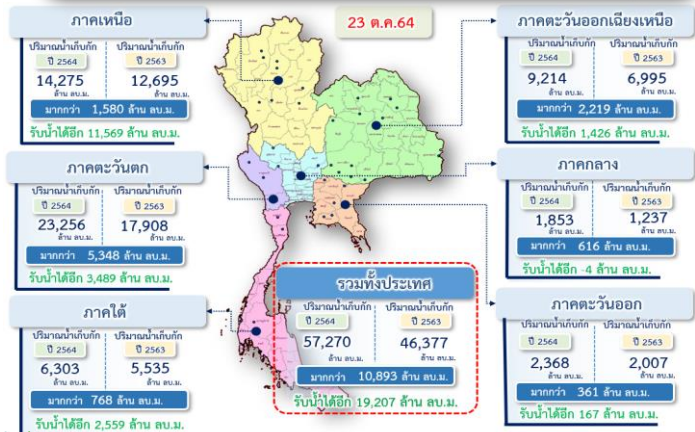 23 ต.ค.64
ภาคเหนือ
ปริมาณน้ำเก็บกัก ปริมาณน้ำเก็บกัก
ปี 2564 ปี 2563
14,275 12,695
ล้าน ลบ.ม. ล้าน ลบ.ม.
มากกว่า 1,580 ล้าน ลบ.ม.
รับน้ำได้อีก 11,569 ล้าน ลบ.ม.
ภาคตะวันออกเฉียงเหนือ
ปริมาณน้ำเก็บกัก ปริมาณน้ำเก็บกัก
ปี 2564 ปี 2563
9,214 6,995
ล้าน ลบ.ม. ล้าน ลบ.ม.
มากกว่า 2,219 ล้าน ลบ.ม.
รับน้ำได้อีก 1,426 ล้าน ลบ.ม.
ภาคตะวันตก
ปริมาณน้ำเก็บกัก ปริมาณน้ำเก็บกัก
ปี 2564 ปี 2563
23,256 17,908
ล้าน ลบ.ม. ล้าน ลบ.ม.
มากกว่า 5,348 ล้าน ลบ.ม.
รับน้ำได้อีก 3,489 ล้าน ลบ.ม.
ภาคกลาง
ปริมาณน้ำเก็บกัก ปริมาณน้ำเก็บกัก
ปี 2564 ปี 2563
1,853 1,237
ล้าน ลบ.ม. ล้าน ลบ.ม.
มากกว่า 616 ล้าน ลบ.ม.
รับน้ำได้อีก -4 ล้าน ลบ.ม.
ภาคใต้
ปริมาณน้ำเก็บกัก ปริมาณน้ำเก็บกัก
ปี 2564 ปี 2563
6,303 5,535
ล้าน ลบ.ม. ล้าน ลบ.ม.
มากกว่า 768 ล้าน ลบ.ม.
รับน้ำได้อีก 2,559 ล้าน ลบ.ม.
รวมทั้งประเทศ
ปริมาณน้ำเก็บกัก ปริมาณน้ำเก็บกัก
ปี 2564 ปี 2563
57,270 46,377
ล้าน ลบ.ม. ล้าน ลบ.ม.
มากกว่า 10,893 ล้าน ลบ.ม.
รับน้ำได้อีก 19,207 ล้าน ลบ.ม.
ภาคตะวันออก
ปริมาณน้ำเก็บกัก ปริมาณน้ำเก็บกัก
ปี 2564 ปี 2563
2,368 2,007
ล้าน ลบ.ม. ล้าน ลบ.ม.
มากกว่า 361 ล้าน ลบ.ม.
รับน้ำได้อีก 167 ล้าน ลบ.ม.